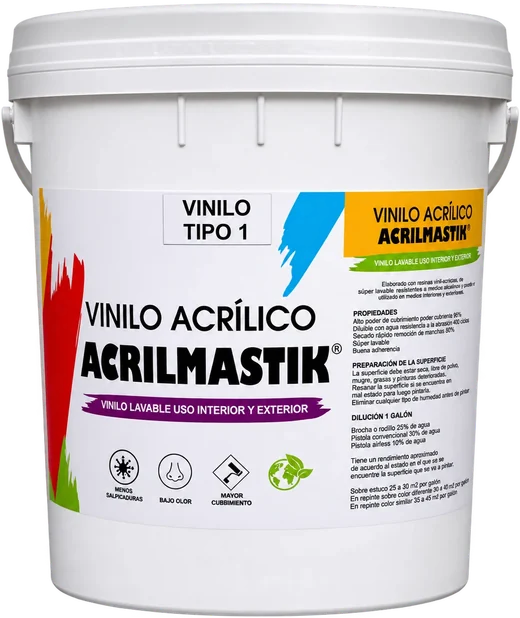 VINILO
TIPO 1
VINILO ACRÍLICO
ACRILMASTIK®
VINILO LAVABLE USO INTERIOR Y EXTERIOR
MENOS
SALPICADURAS
BAJO OLOR
MAYOR
CUBBIMIENTO
VINILO ACRÍLICO
ACRILMASTIK®
VINILO LAVABLE USO INTERIOR Y EXTERIOR
Elaborado con resinas vinil-acrílicas, de
súper lavable resistentes a medios alcalinos y puede
utilizado en medios interiores y exteriores.
PROPIEDADES
Alto poder de cubrimiento poder cubriente 96%
Diluible con agua resistencia a la abrasión 400 ciclos
Secado rápido remoción de manchas 80%
Súper lavable
Buena adherencia
PREPARACIÓN DE LA SUPERFICIE
La superficie debe estar seca, libre de polvo,
mugre, grasas y pinturas deterioradas.
Resanar la superficie si se encuentra en
mal estado para luego pintarla.
Eliminar cualquier tipo de humedad antes de pintar
DILUCIÓN 1 GALÓN
Brocha o rodillo 25% de agua
Pistola convencional 30% de agua
Pistola airfess 10% de agua
Tiene un rendimiento aproximado
de acuerdo al estado en el que se
encuentre la superficie que se va a pintar.
Sobre estuco 25 a 30 m2 por galón
En repinte sobre color diferente 30 a 40 m2 por galón
En repinte color similar 35 a 45 m2 por galón